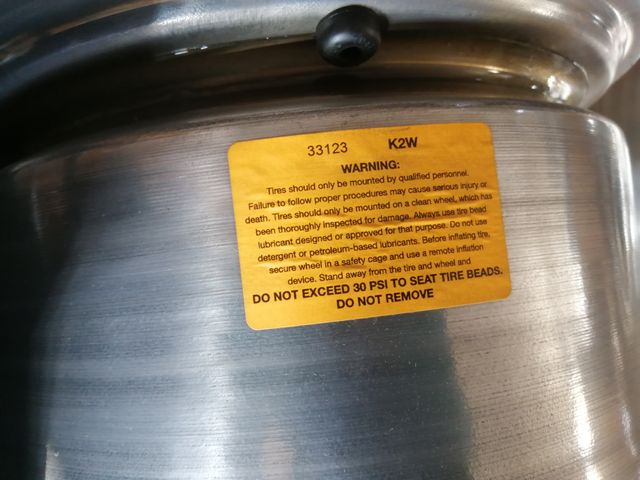 33123 K2W
WARNING:
Tires should only be mounted by qualified personnel.
Failure to follow proper procedures may cause serious injury or
death. Tires should only be mounted on a clean wheel, which has
been thoroughly inspected for damage. Always use tire bead
lubricant designed or approved for that purpose. Do not use
detergent or petroleum-based lubricants. Before inflating tire,
secure wheel in a safety cage and use a remote inflation
device. Stand away from the tire and wheel and
DO NOT EXCEED 30 PSI TO SEAT TIRE BEADS.
DO NOT REMOVE